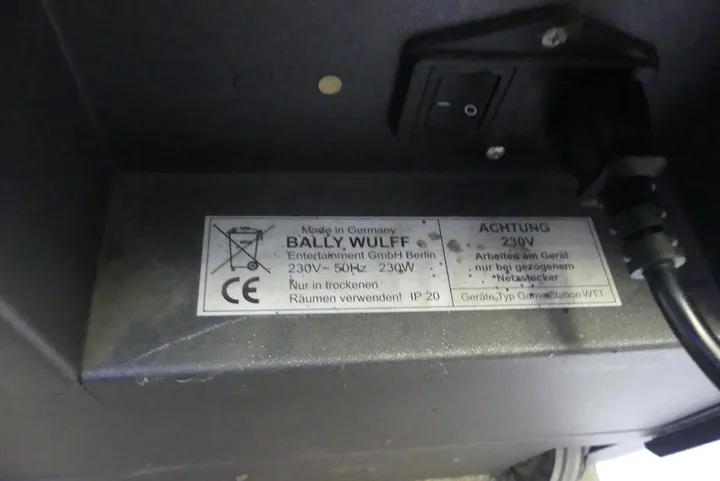 Made in Germany
BALLY WULFF
Entertainment GmbH Berlin
230V~ 50Hz 230W
Nur in trockenen
Räumen verwenden! IP 20
CE
ACHTUNG
230V
Arbeiten am Gerät
nur bei gezogenem
Netzstecker
Geräte Typ GameStation WTT